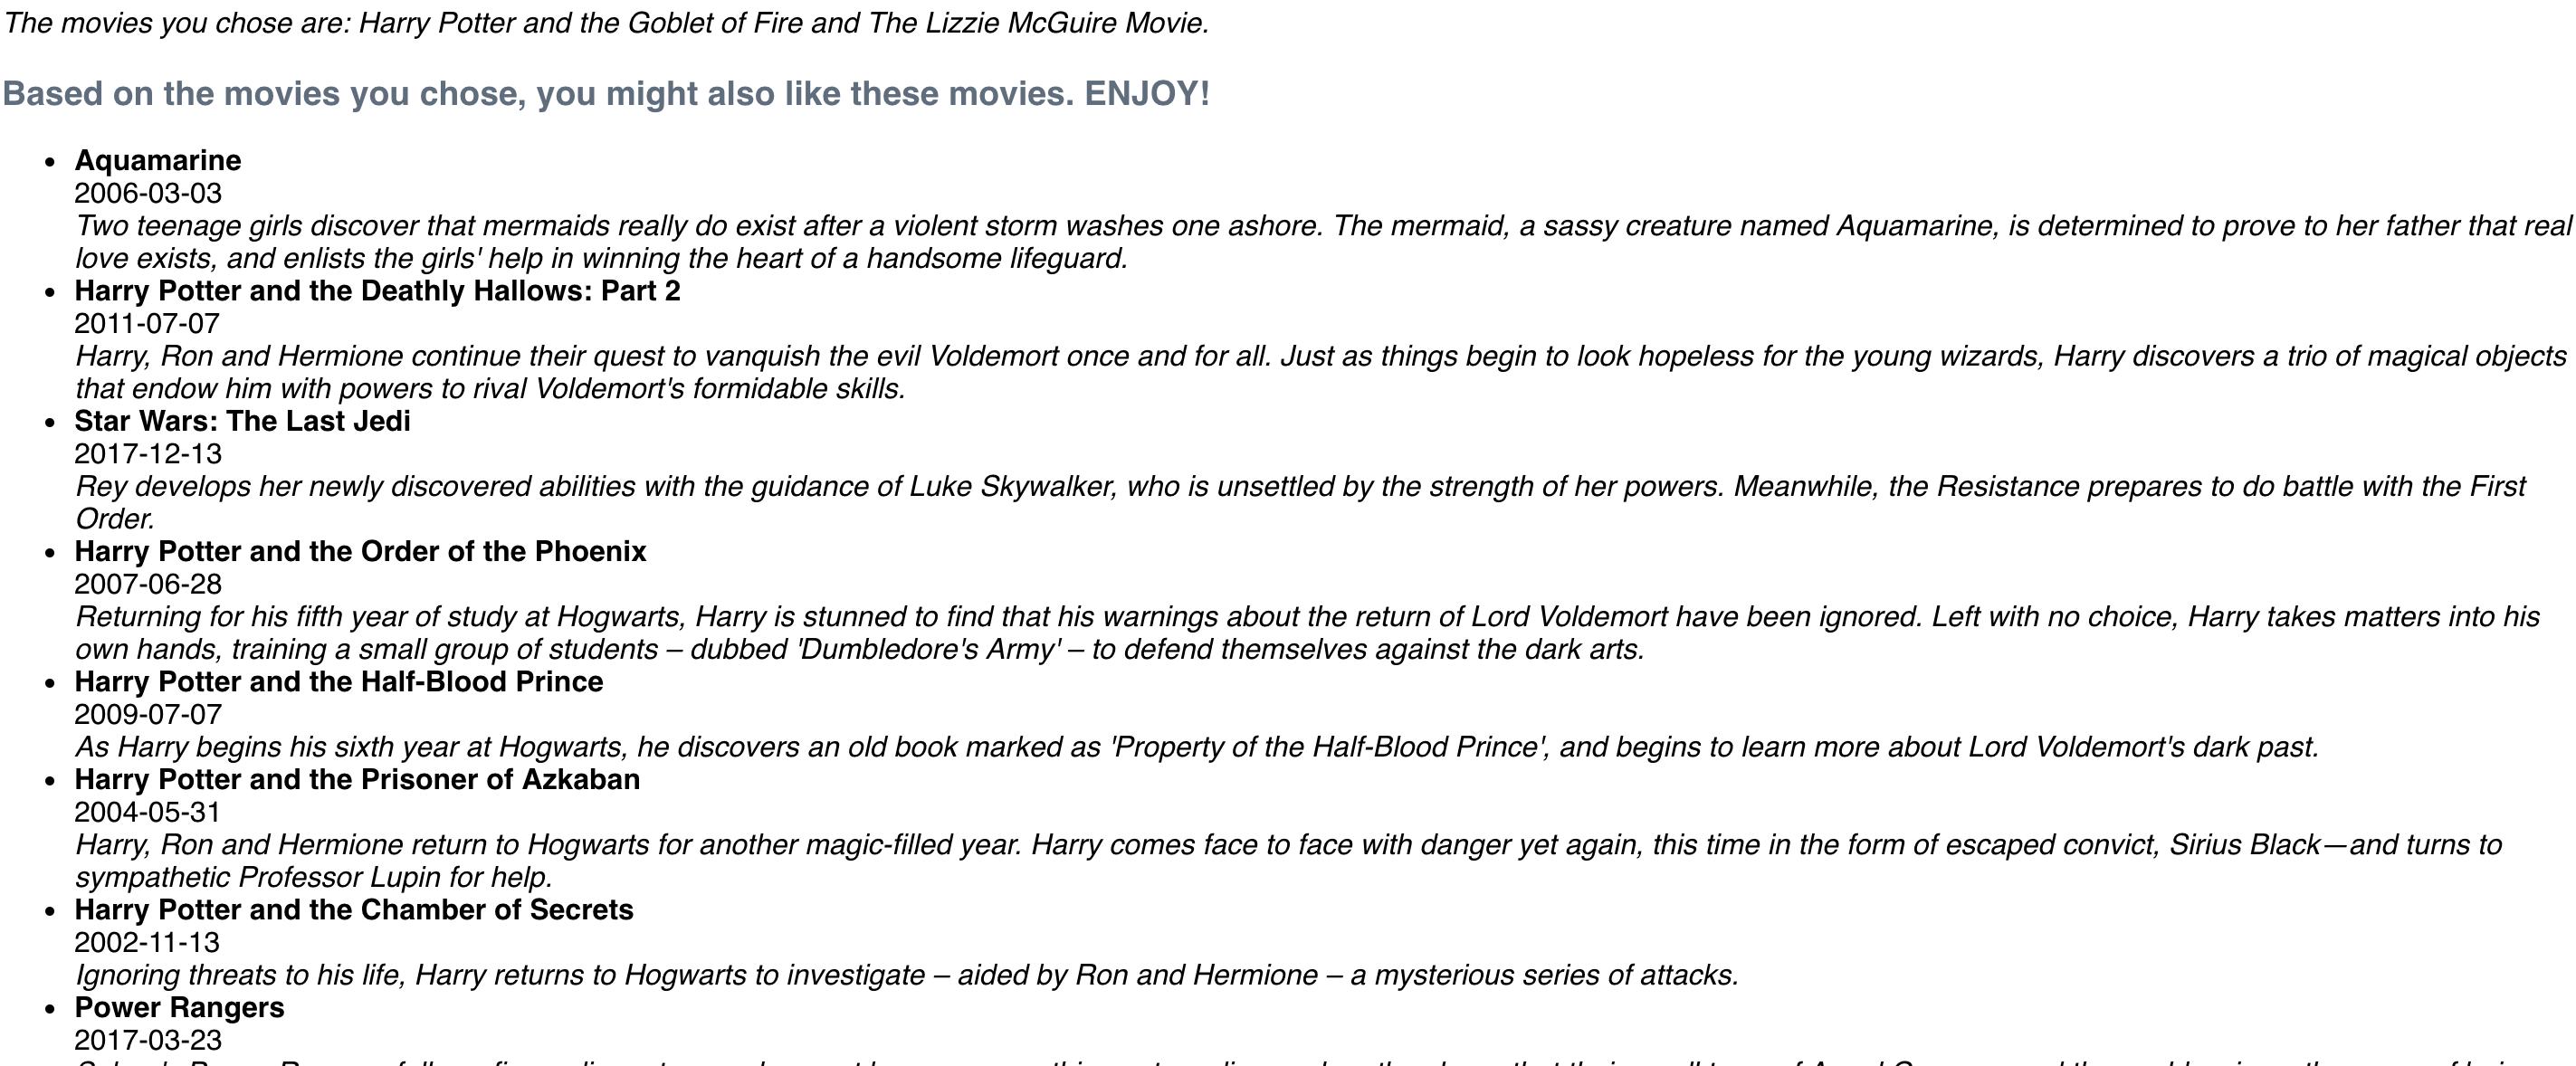 The movies you chose are: Harry Potter and the Goblet of Fire and The Lizzie McGuire Movie.
Based on the movies you chose, you might also like these movies. ENJOY!
• Aquamarine
2006-03-03
Two teenage girls discover that mermaids really do exist after a violent storm washes one ashore. The mermaid, a sassy creature named Aquamarine, is determined to prove to her father that real
love exists, and enlists the girls' help in winning the heart of a handsome lifeguard.
• Harry Potter and the Deathly Hallows: Part 2
2011-07-07
Harry, Ron and Hermione continue their quest to vanquish the evil Voldemort once and for all. Just as things begin to look hopeless for the young wizards, Harry discovers a trio of magical objects
that endow him with powers to rival Voldemort's formidable skills.
• Star Wars: The Last Jedi
2017-12-13
Rey develops her newly discovered abilities with the guidance of Luke Skywalker, who is unsettled by the strength of her powers. Meanwhile, the Resistance prepares to do battle with the First
Order.
• Harry Potter and the Order of the Phoenix
2007-06-28
Returning for his fifth year of study at Hogwarts, Harry is stunned to find that his warnings about the return of Lord Voldemort have been ignored. Left with no choice, Harry takes matters into his
own hands, training a small group of students – dubbed 'Dumbledore's Army' – to defend themselves against the dark arts.
• Harry Potter and the Half-Blood Prince
2009-07-07
As Harry begins his sixth year at Hogwarts, he discovers an old book marked as 'Property of the Half-Blood Prince', and begins to learn more about Lord Voldemort's dark past.
• Harry Potter and the Prisoner of Azkaban
2004-05-31
Harry, Ron and Hermione return to Hogwarts for another magic-filled year. Harry comes face to face with danger yet again, this time in the form of escaped convict, Sirius Black—and turns to
sympathetic Professor Lupin for help.
• Harry Potter and the Chamber of Secrets
2002-11-13
Ignoring threats to his life, Harry returns to Hogwarts to investigate – aided by Ron and Hermione – a mysterious series of attacks.
• Power Rangers
2017-03-23